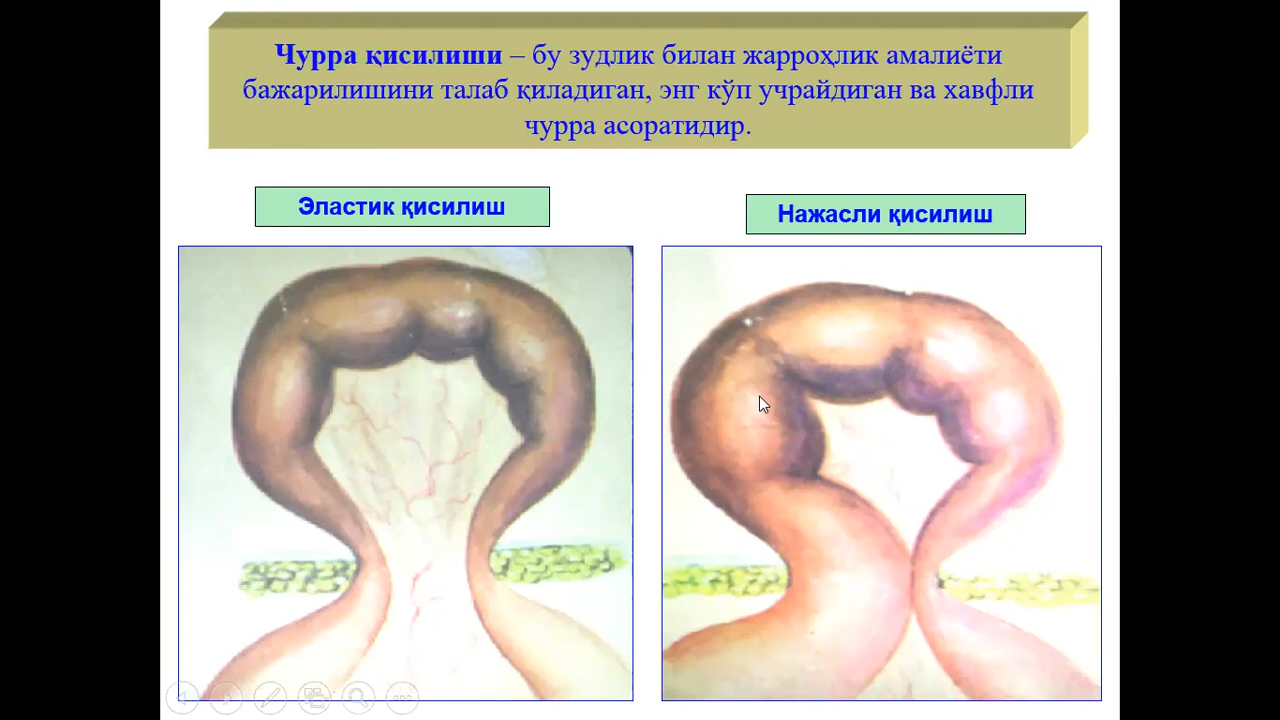 Чурра қисилиши – бу зудлик билан жарроҳлик амалиёти
бажарилишини талаб қиладиган, энг кўп учрайдиган ва хавфли
чурра асоратидир.
Эластик қисилиш
Нажасли қисилиш